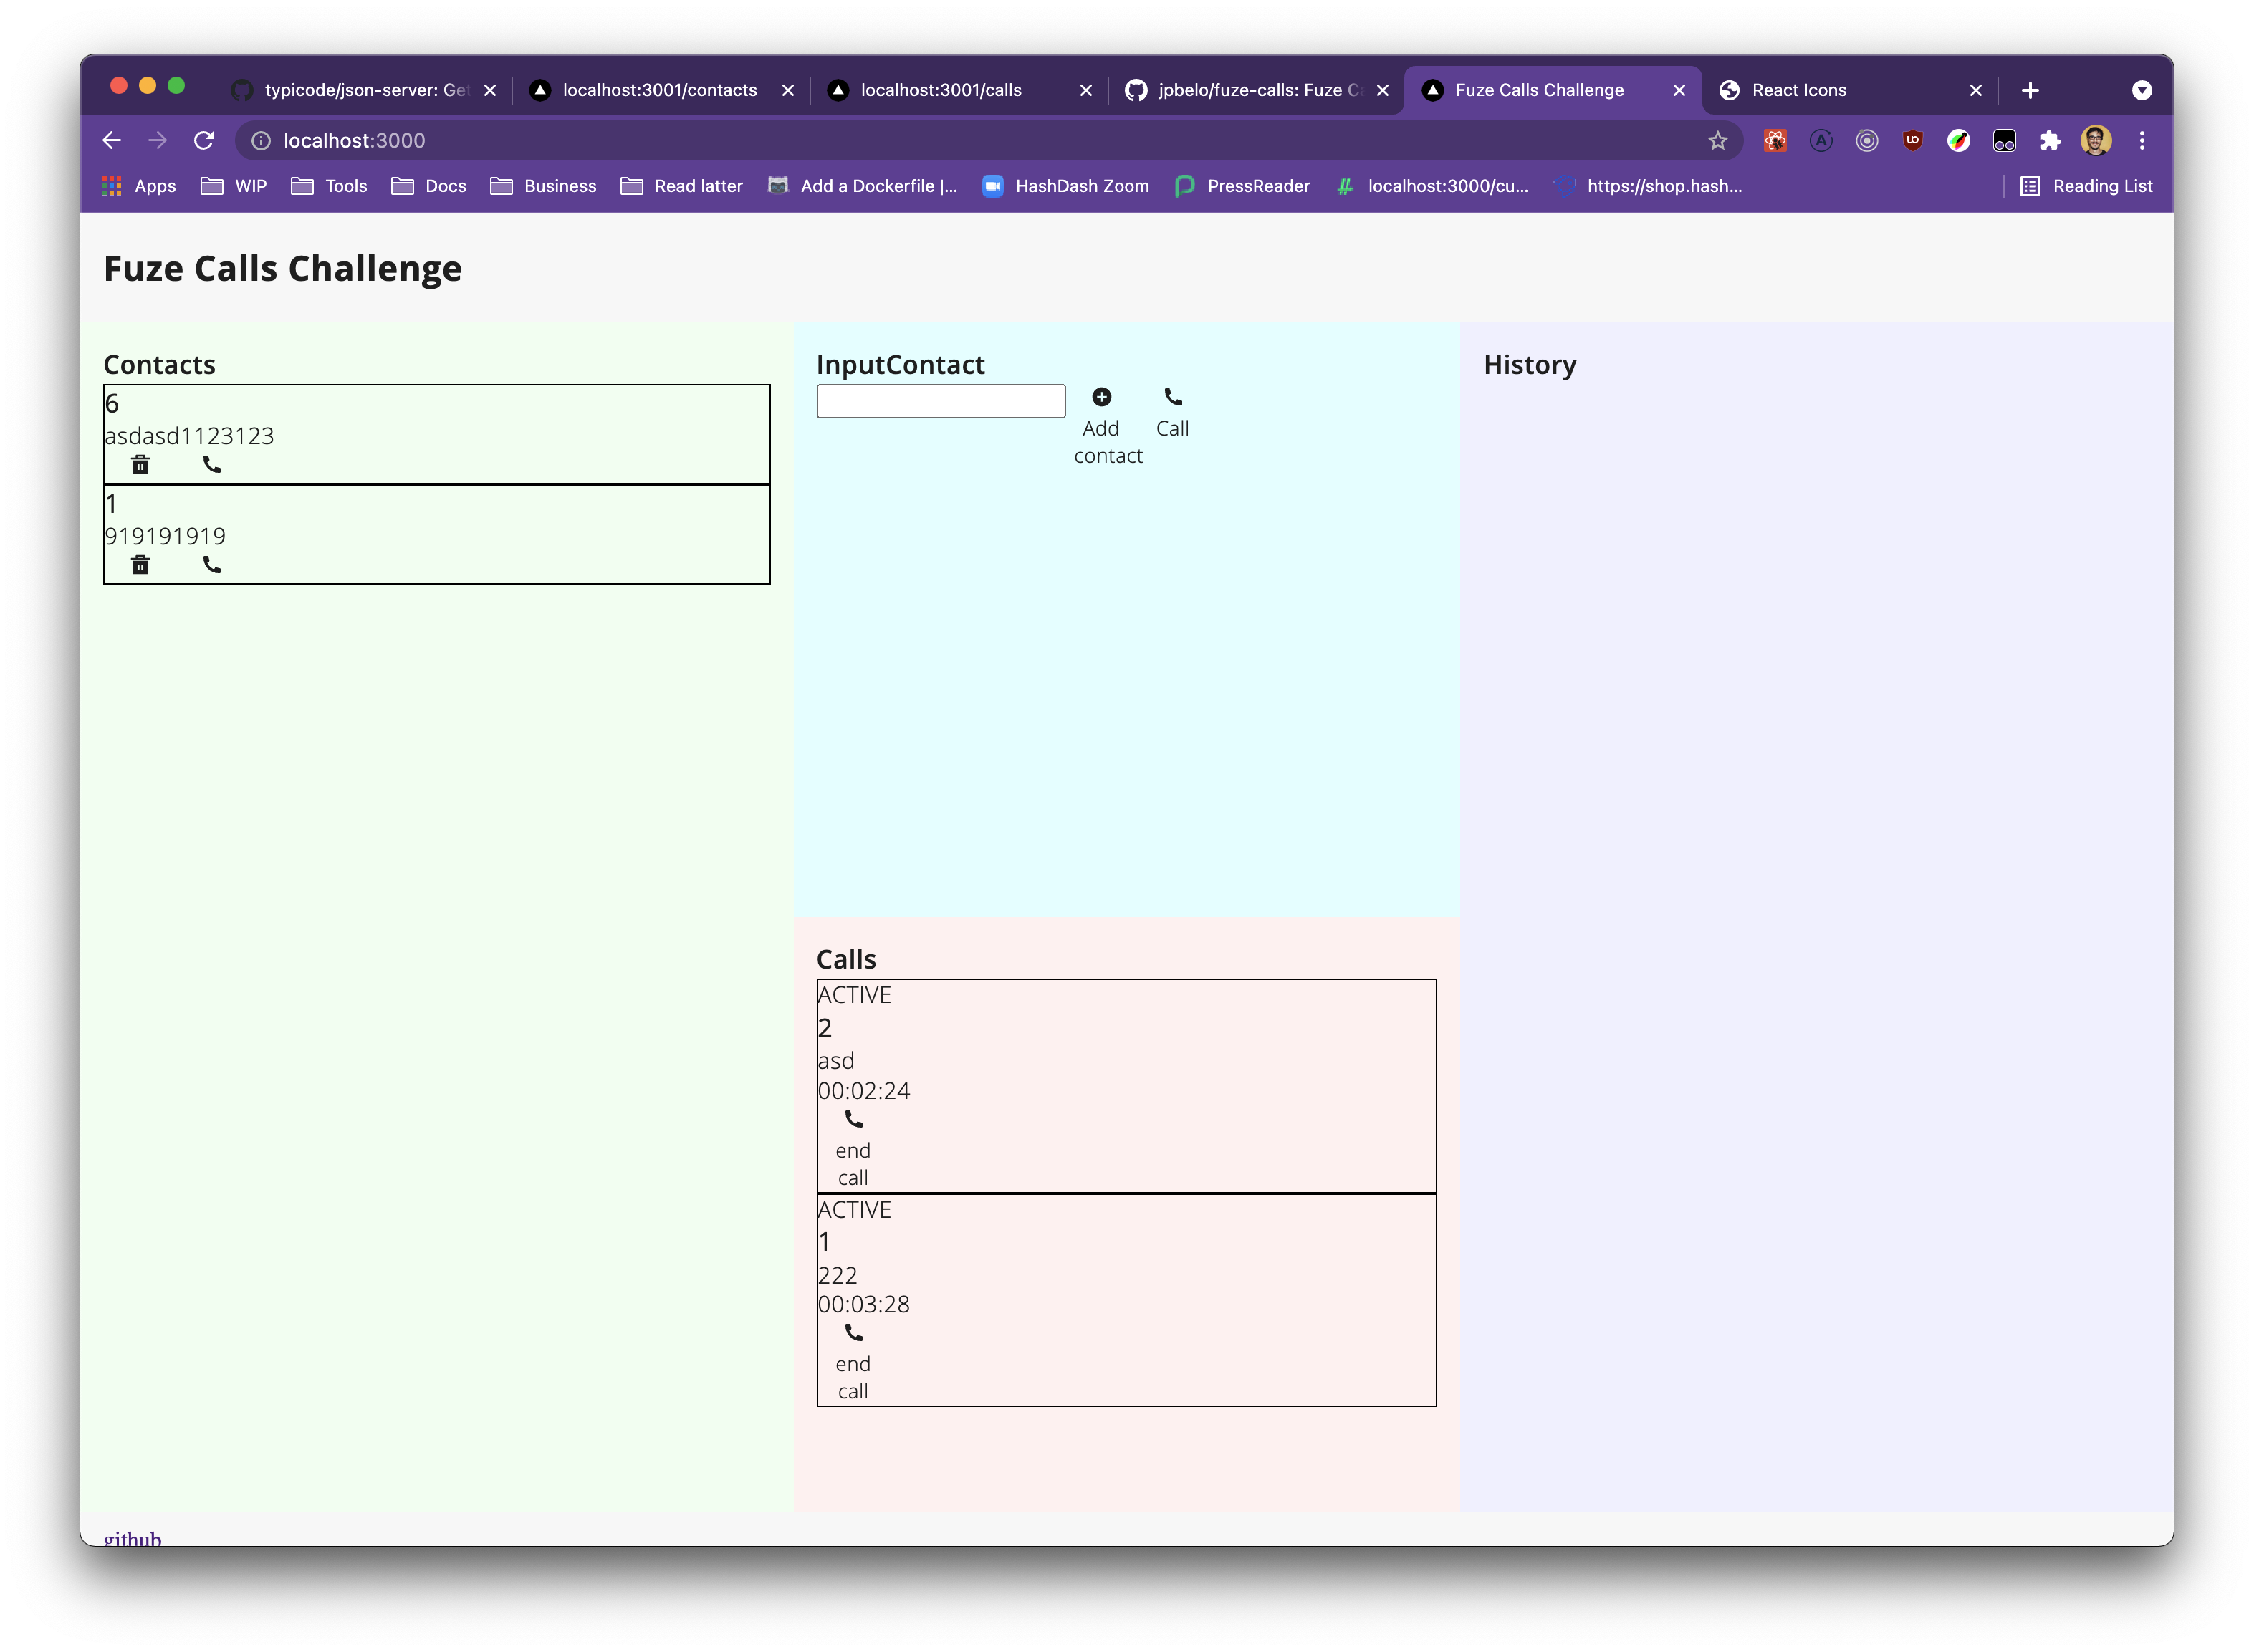 typicode/json-server: Get
localhost:3001/contacts
localhost:3001/calls
jpbelo/fuze-calls: Fuze Ca
Fuze Calls Challenge
React Icons
localhost:3000
Apps
WIP
Tools
Docs
Business
Read latter
Add a Dockerfile |...
HashDash Zoom
PressReader
localhost:3000/cu...
https://shop.hash...
Reading List
Fuze Calls Challenge
Contacts
6
asdasd1123123
1
919191919
InputContact
Add
contact
Call
Calls
ACTIVE
2
asd
00:02:24
end
call
ACTIVE
1
222
00:03:28
end
call
History
github